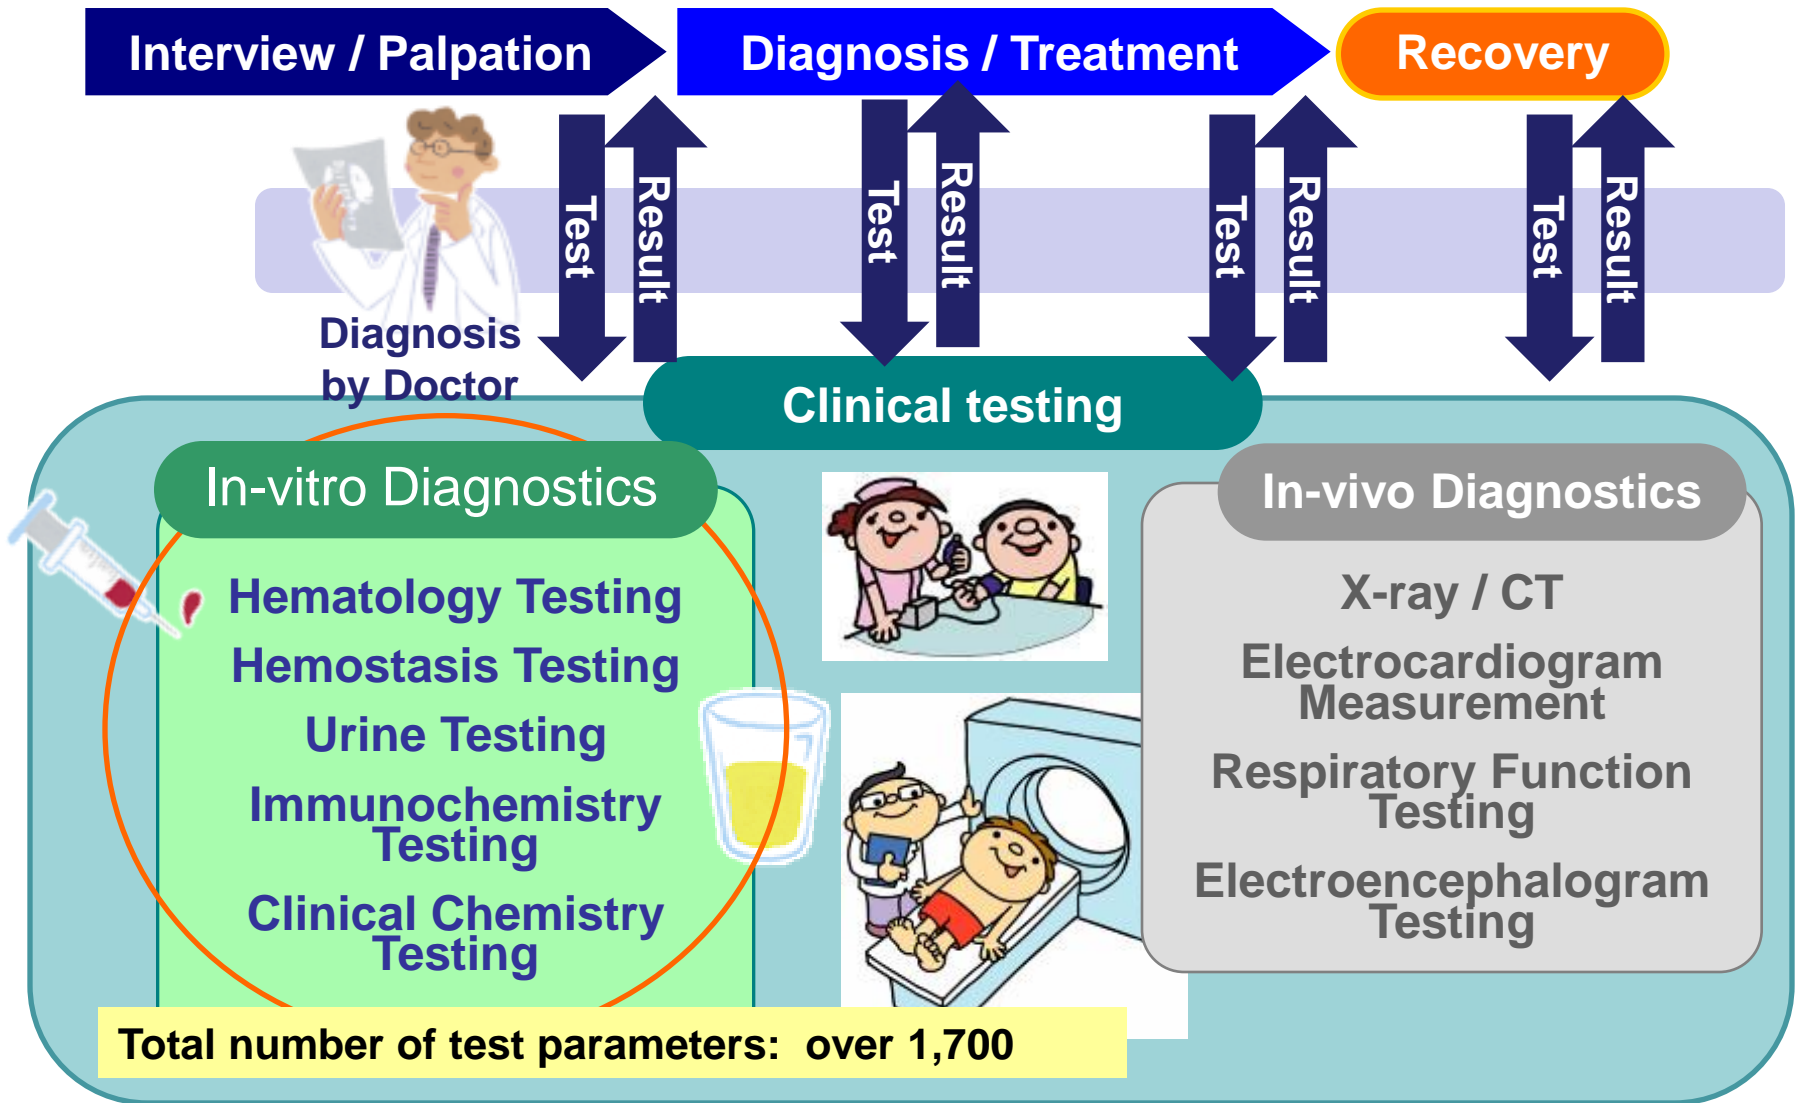 Interview / Palpation
Diagnosis / Treatment
Recovery
Test
Result
Test
Result
Test
Result
Test
Result
Diagnosis
by Doctor
Clinical testing
In-vitro Diagnostics
Hematology Testing
Hemostasis Testing
Urine Testing
Immunochemistry
Testing
Clinical Chemistry
Testing
In-vivo Diagnostics
X-ray / CT
Electrocardiogram
Measurement
Respiratory Function
Testing
Electroencephalogram
Testing
Total number of test parameters: over 1,700